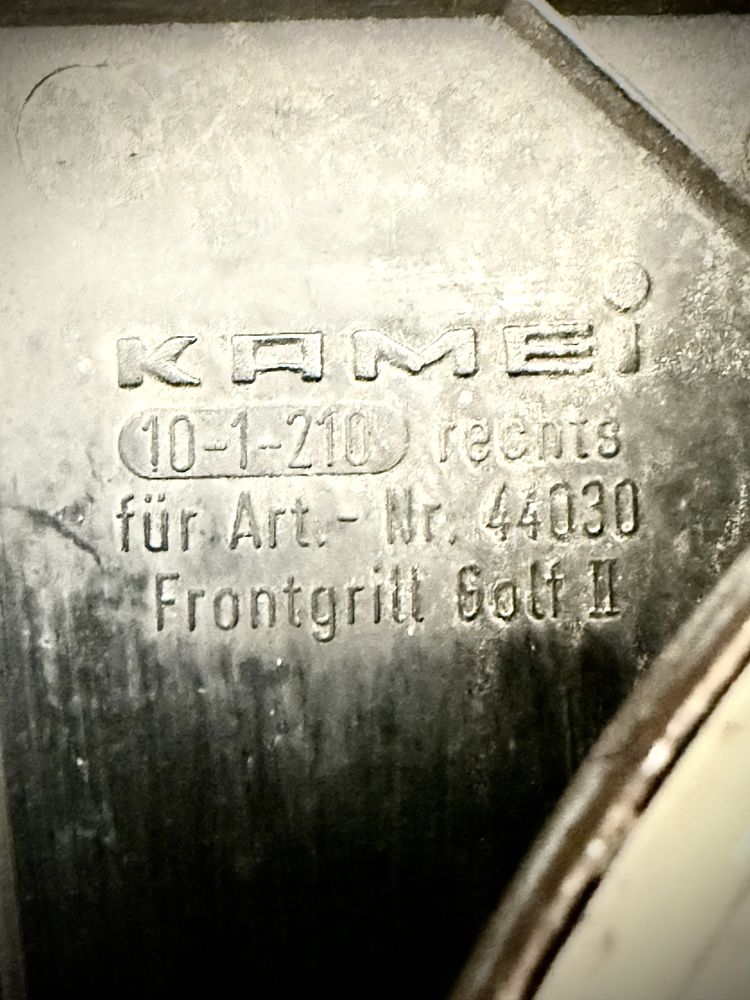 KAMEi
10-1-210 rechts
für Art.- Nr. 44030
Frontgrill Golf II